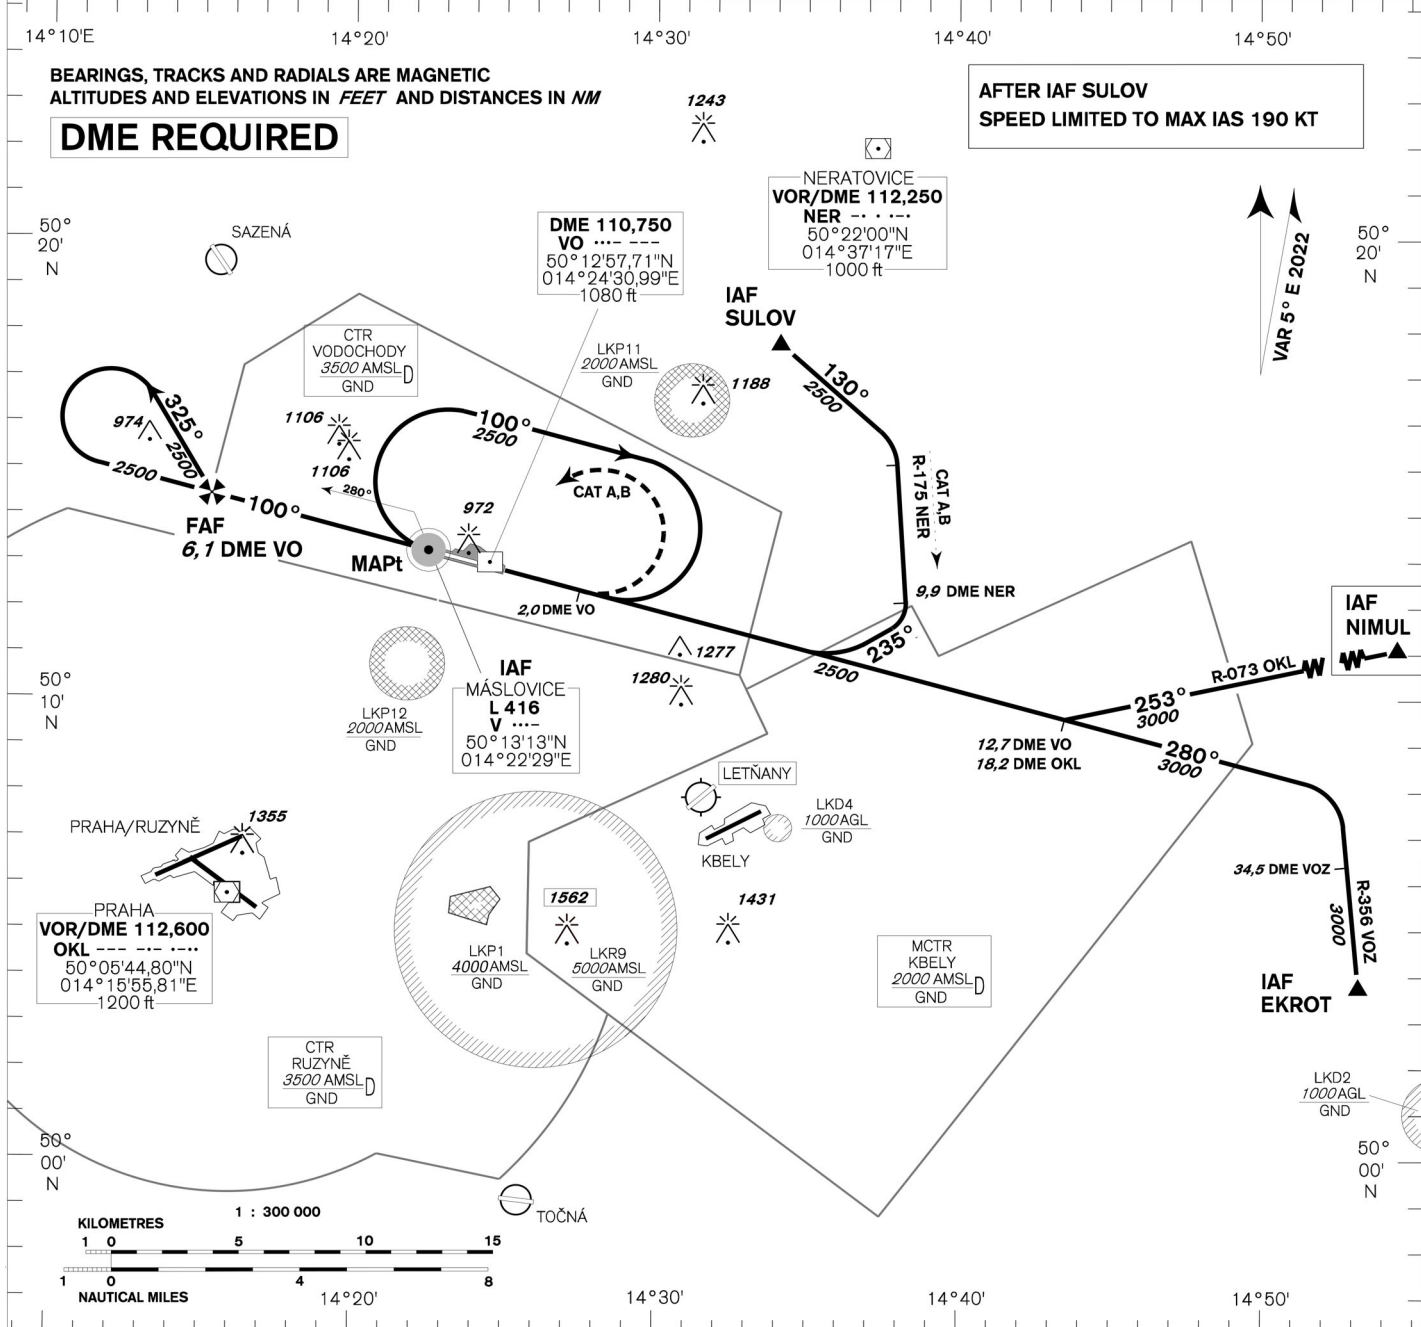 14°10'E
14°20'
14°30'
14°40'
14°50'
BEARINGS, TRACKS AND RADIALS ARE MAGNETIC
ALTITUDES AND ELEVATIONS IN FEET AND DISTANCES IN NM
DME REQUIRED
AFTER IAF SULOV
SPEED LIMITED TO MAX IAS 190 KT
1243
NERATOVICE
VOR/DME 112,250
NER -· · ·-·
50°22'00"N
014°37'17"E
1000 ft
50°
20'
N
SAZENÁ
DME 110,750
VO ···- ---
50°12'57,71"N
014°24'30,99"E
1080 ft
50°
20'
N
VAR 5° E 2022
IAF
SULOV
CTR
VODOCHODY
3500 AMSL
D
GND
LKP11
2000 AMSL
GND
1188
130°
2500
974
325°
2500
2500
1106
1106
100°
2500
CAT A,B
280°
972
R-175 NER
CAT A,B
100°
FAF
6,1 DME VO
MAPt
9,9 DME NER
2,0 DME VO
235°
2500
IAF
NIMUL
1277
1280
R-073 OKL
253°
3000
50°
10'
N
IAF
MÁSLOVICE
L 416
V ···-
50°13'13"N
014°22'29"E
LKP12
2000 AMSL
GND
12,7 DME VO
18,2 DME OKL
280°
3000
LETŇANY
LKD4
1000 AGL
GND
KBELY
PRAHA/RUZYNĚ
1355
34,5 DME VOZ
R-356 VOZ
3000
1562
1431
PRAHA
VOR/DME 112,600
OKL --- -·- ·-··
50°05'44,80"N
014°15'55,81"E
1200 ft
LKP1
4000 AMSL
GND
LKR9
5000 AMSL
GND
MCTR
KBELY
2000 AMSL
D
GND
IAF
EKROT
CTR
RUZYNĚ
3500 AMSL
D
GND
LKD2
1000 AGL
GND
50°
00'
N
50°
00'
N
TOČNÁ
1 : 300 000
KILOMETRES
1 0 5 10 15
1 0 4 8
NAUTICAL MILES
14°20'
14°30'
14°40'
14°50'